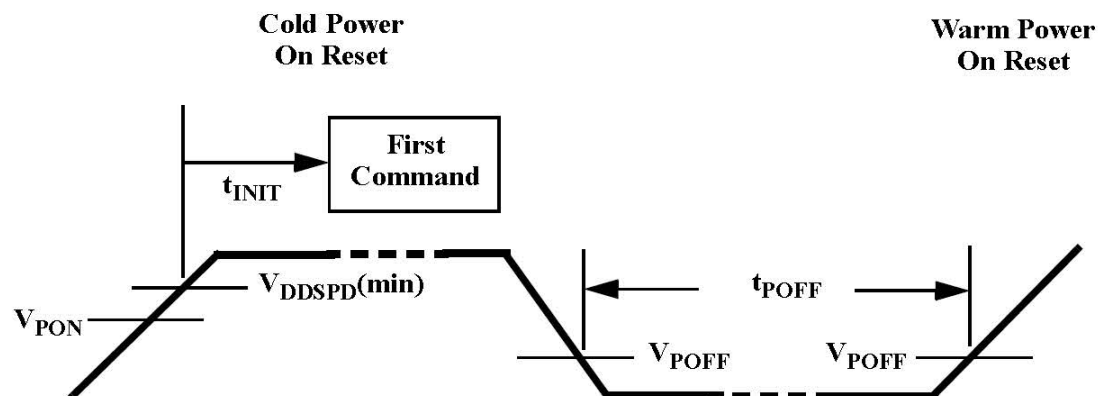 Cold Power
On Reset
Warm Power
On Reset
First
Command
tINIT
VDDSPD(min)
tPOFF
VPON
VPOFF
VPOFF